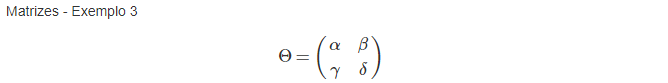 Matrizes - Exemplo 3
Θ = ( α β
γ δ )